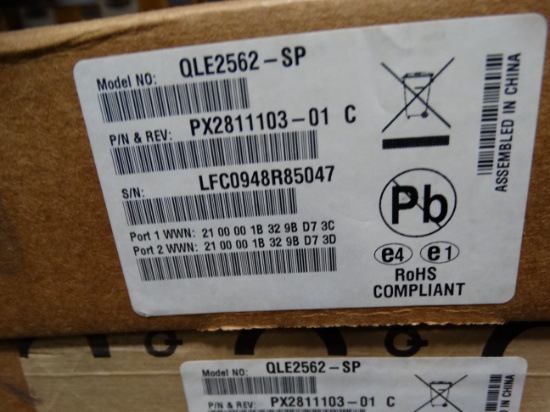 Model NO: QLE2562-SP
P/N & REV: PX2811103-01 C
S/N: LFC0948R85047
Port 1 WWN: 21 00 00 1B 32 9B D7 3C
Port 2 WWN: 21 00 00 1B 32 9B D7 3D
Pb
e4 e1
RoHS
COMPLIANT
ASSEMBLED IN CHINA
Model NO: QLE2562-SP
P/N & REV: PX2811103-01 C